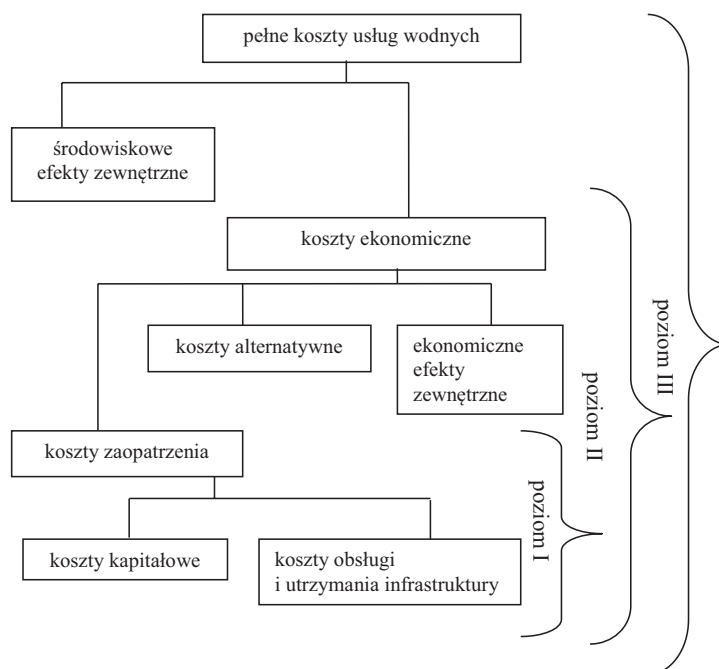 pełne koszty usług wodnych
środowiskowe
efekty zewnętrzne
koszty ekonomiczne
koszty alternatywne
ekonomiczne
efekty
zewnętrzne
koszty zaopatrzenia
koszty kapitałowe
koszty obsługi
i utrzymania infrastruktury
poziom I
poziom II
poziom III